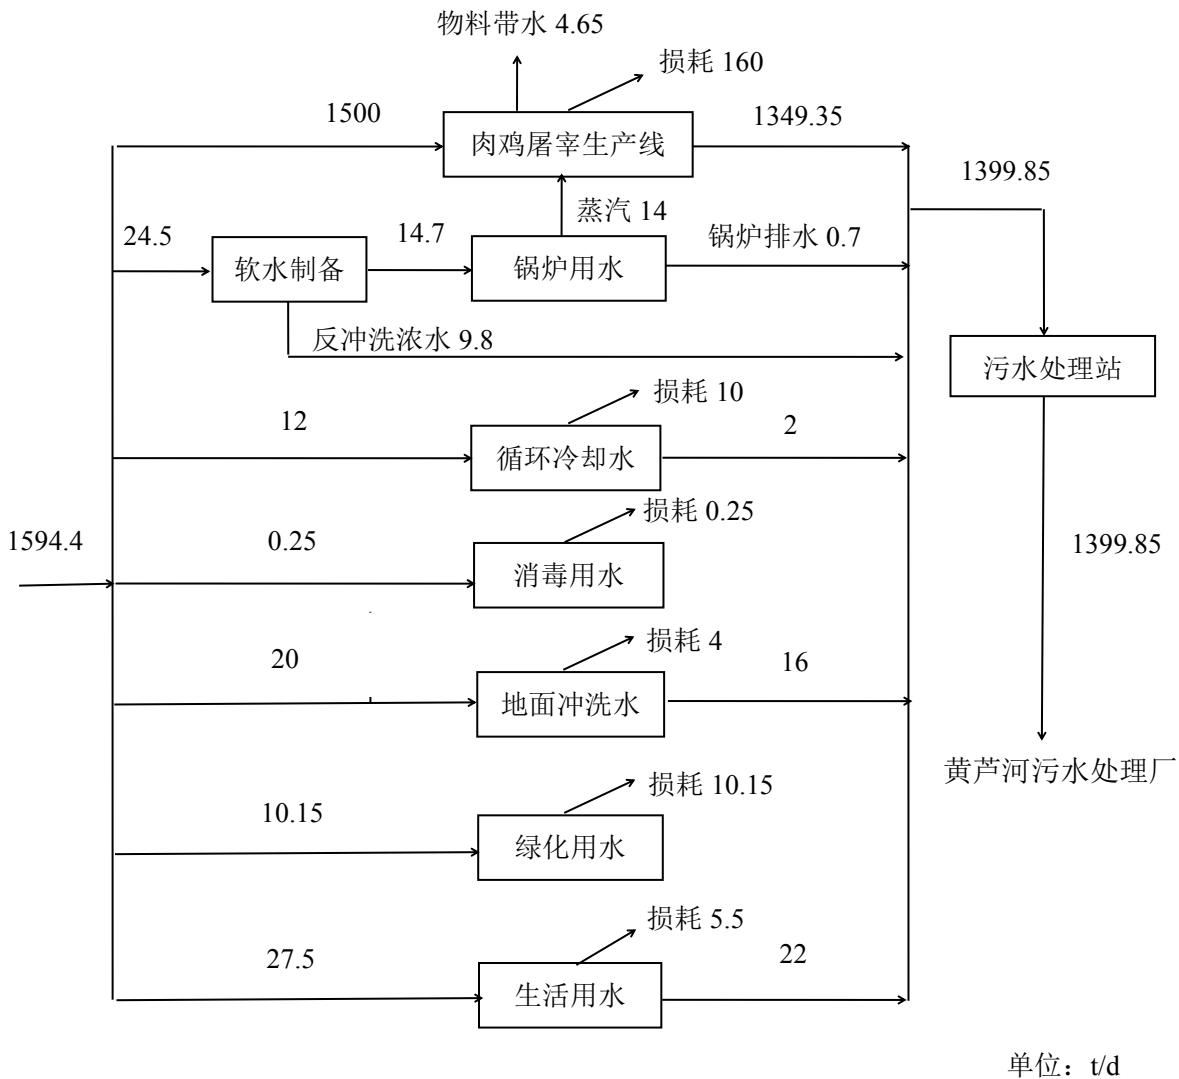 物料带水 4.65
损耗 160
1500
肉鸡屠宰生产线
1349.35
1399.85
蒸汽 14
24.5
软水制备
14.7
锅炉用水
锅炉排水 0.7
反冲洗浓水 9.8
污水处理站
损耗 10
12
循环冷却水
2
损耗 0.25
1594.4
0.25
消毒用水
1399.85
损耗 4
20
地面冲洗水
16
黄芦河污水处理厂
损耗 10.15
10.15
绿化用水
损耗 5.5
27.5
生活用水
22
单位：t/d